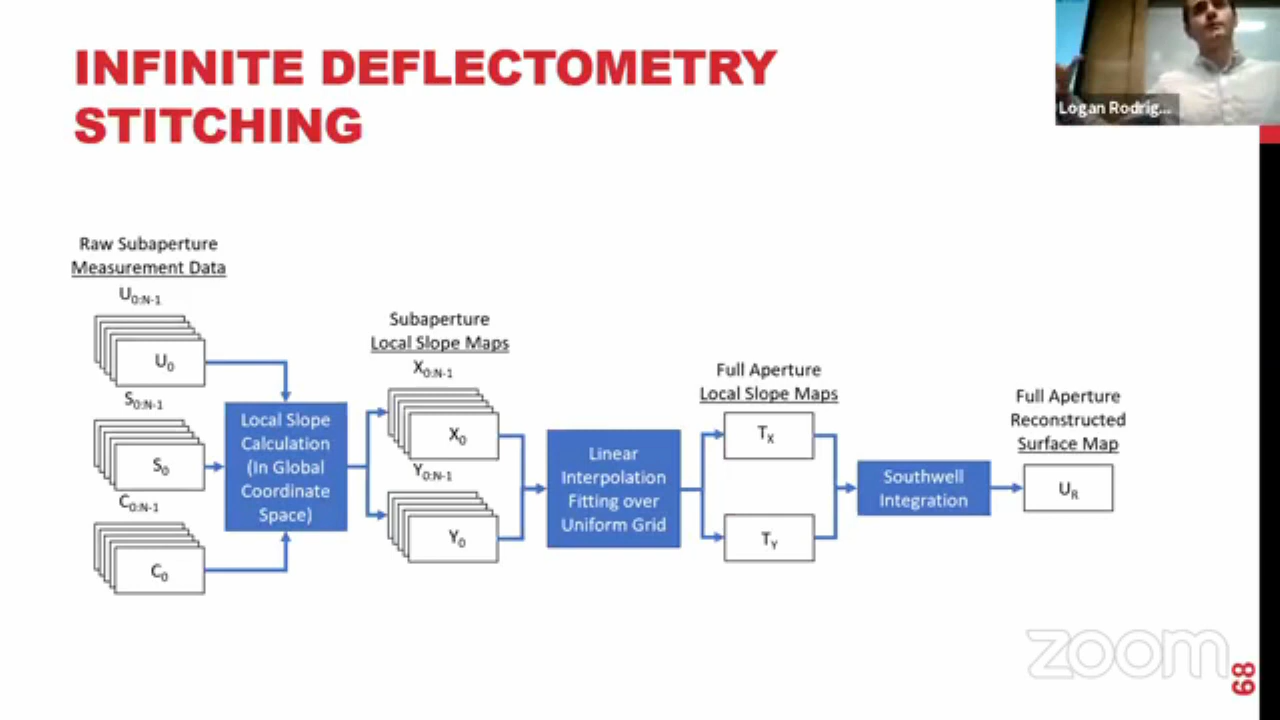 INFINITE DEFLECTOMETRY
STITCHING
Logan Rodrig...
Raw Subaperture
Measurement Data
U0:N-1
U0
S0:N-1
S0
C0:N-1
C0
Local Slope
Calculation
(In Global
Coordinate
Space)
Subaperture
Local Slope Maps
X0:N-1
X0
Y0:N-1
Y0
Linear
Interpolation
Fitting over
Uniform Grid
Full Aperture
Local Slope Maps
TX
TY
Southwell
Integration
Full Aperture
Reconstructed
Surface Map
UR
zoom
68